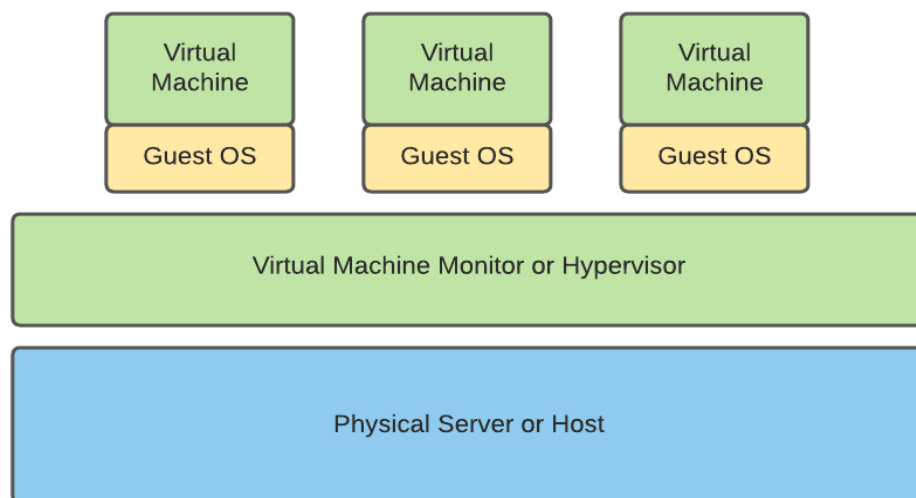 Virtual
Machine
Virtual
Machine
Virtual
Machine
Guest OS
Guest OS
Guest OS
Virtual Machine Monitor or Hypervisor
Physical Server or Host